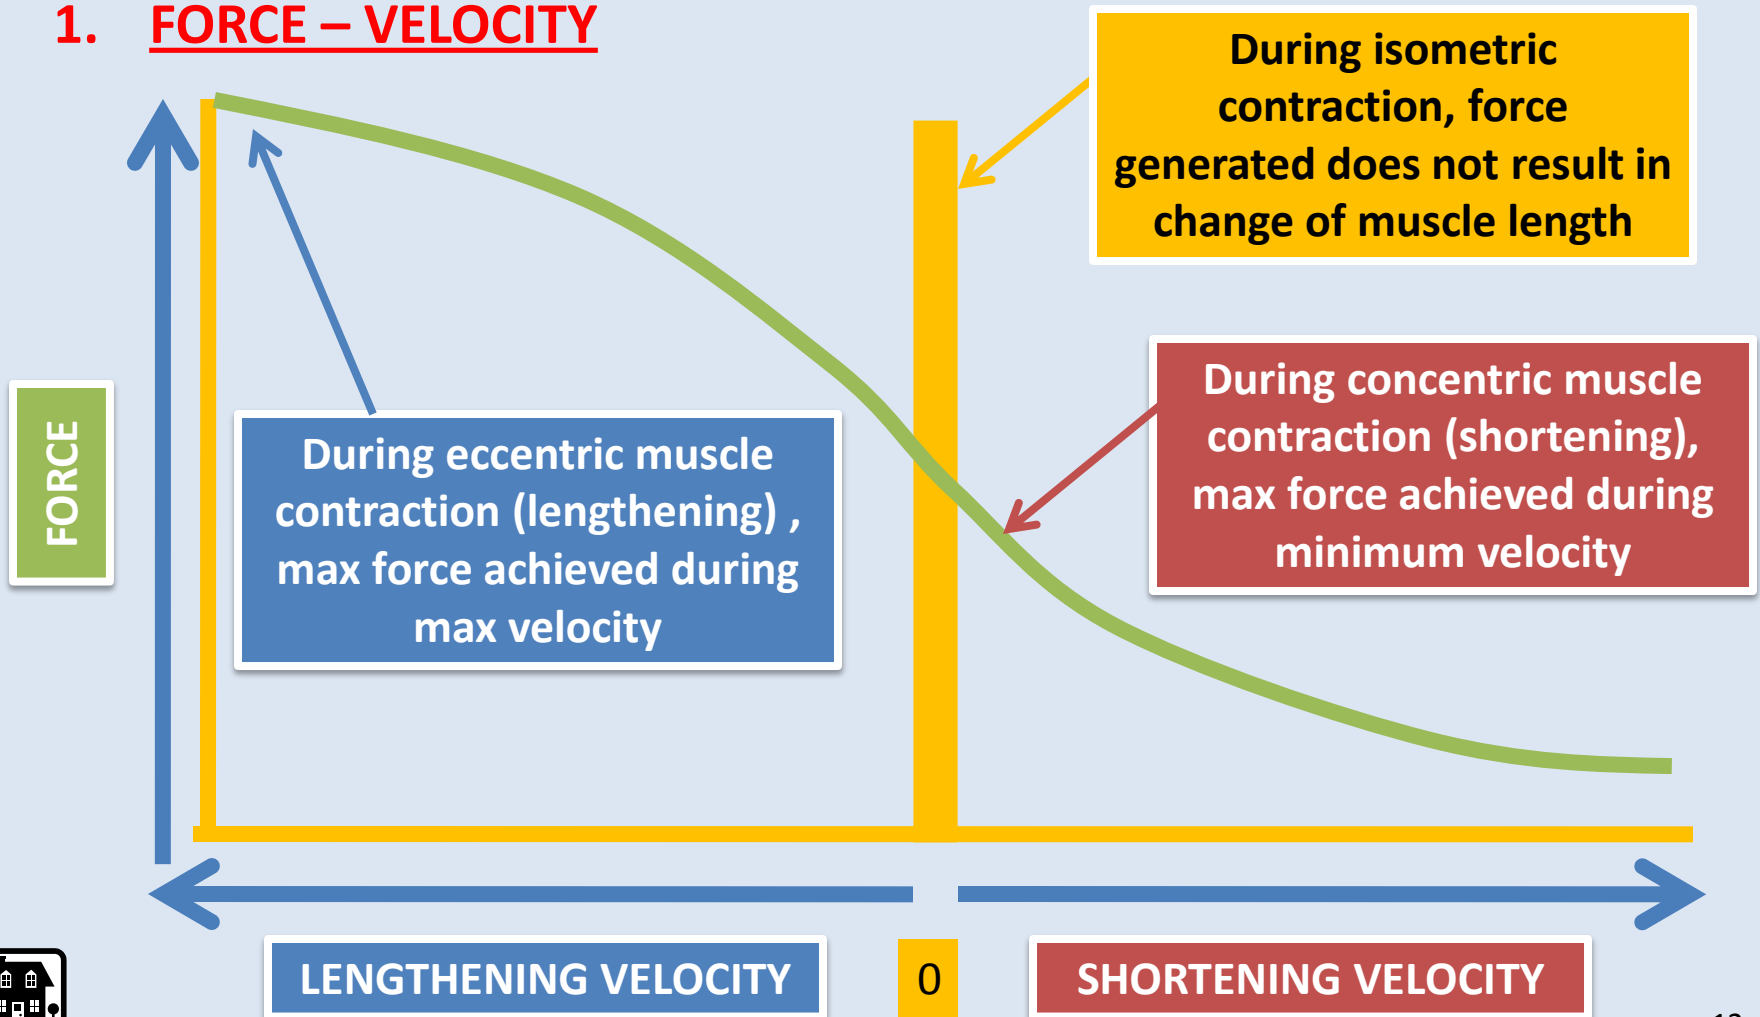 1. FORCE – VELOCITY
During isometric
contraction, force
generated does not result in
change of muscle length
During concentric muscle
contraction (shortening),
max force achieved during
minimum velocity
FORCE
During eccentric muscle
contraction (lengthening) ,
max force achieved during
max velocity
LENGTHENING VELOCITY
0
SHORTENING VELOCITY